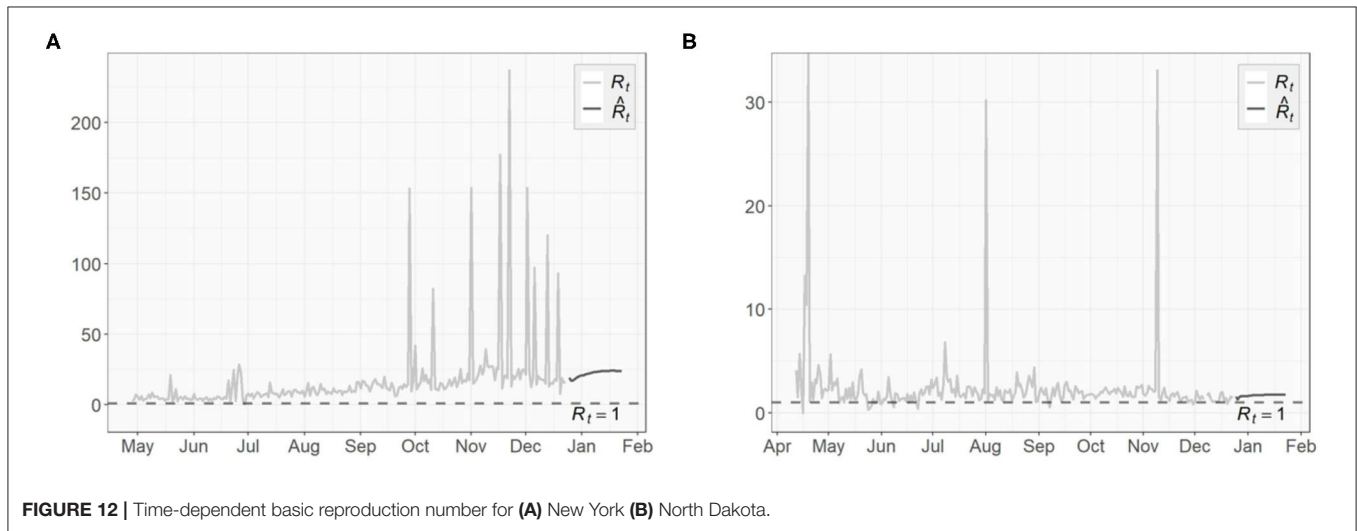 A
200
150
100
50
0
R_t
R̂_t
R_t = 1
May Jun Jul Aug Sep Oct Nov Dec Jan Feb
B
30
20
10
0
R_t
R̂_t
R_t = 1
Apr May Jun Jul Aug Sep Oct Nov Dec Jan Feb
FIGURE 12 | Time-dependent basic reproduction number for (A) New York (B) North Dakota.